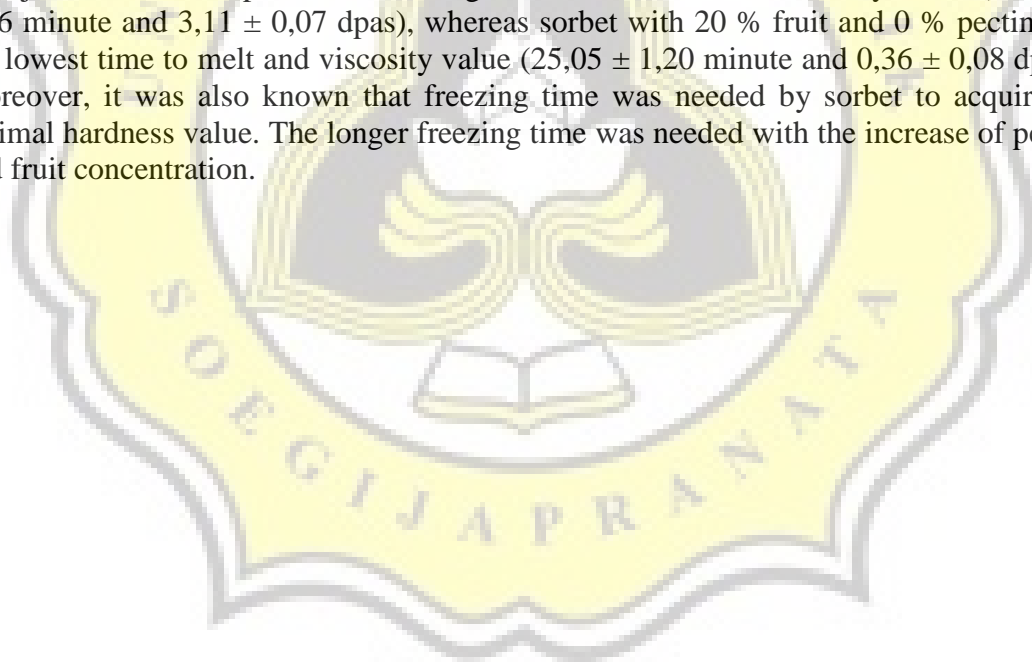 6 minute and 3,11 ± 0,07 dpas), whereas sorbet with 20 % fruit and 0 % pectin
lowest time to melt and viscosity value (25,05 ± 1,20 minute and 0,36 ± 0,08 d
oreover, it was also known that freezing time was needed by sorbet to acquir
imal hardness value. The longer freezing time was needed with the increase of p
fruit concentration.
SOEGIJAPRANATA